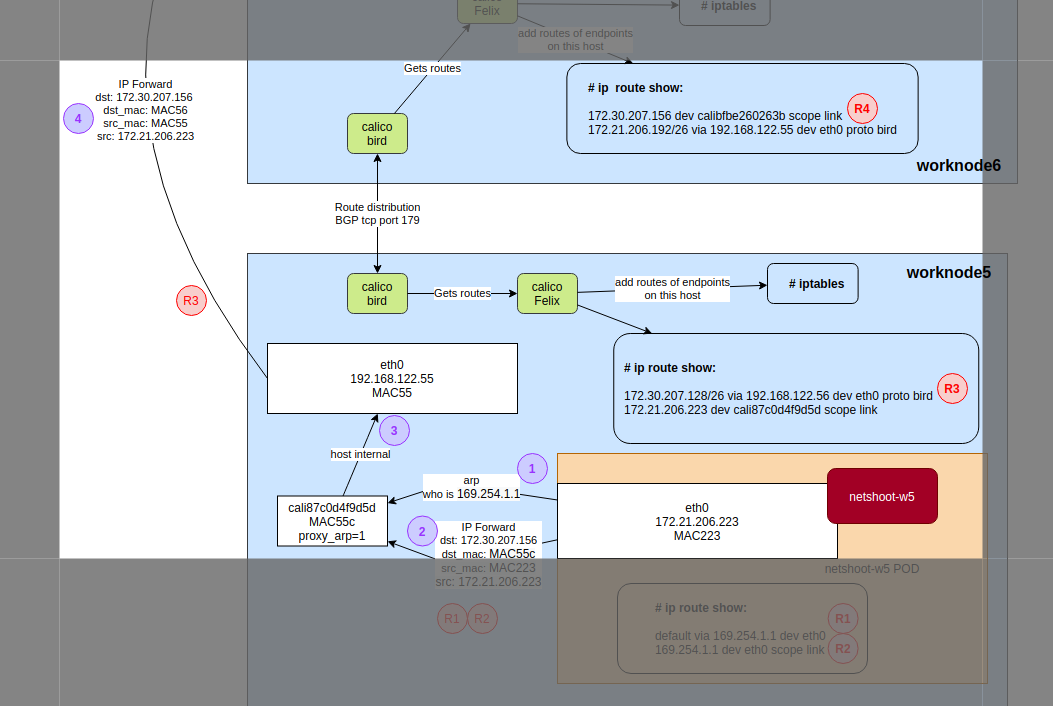 calico
Felix
# iptables
add routes of endpoints
on this host
Gets routes
IP Forward
dst: 172.30.207.156
dst_mac: MAC56
src_mac: MAC55
src: 172.21.206.223
4
# ip  route show:
172.30.207.156 dev calibfbe260263b scope link
172.21.206.192/26 via 192.168.122.55 dev eth0 proto bird
R4
calico
bird
worknode6
Route distribution
BGP tcp port 179
worknode5
calico
bird
Gets routes
calico
Felix
add routes of endpoints
on this host
# iptables
R3
# ip route show:
172.30.207.128/26 via 192.168.122.56 dev eth0 proto bird
172.21.206.223 dev cali87c0d4f9d5d scope link
R3
eth0
192.168.122.55
MAC55
3
host internal
1
arp
who is 169.254.1.1
cali87c0d4f9d5d
MAC55c
proxy_arp=1
2
IP Forward
dst: 172.30.207.156
dst_mac: MAC55c
src_mac: MAC223
src: 172.21.206.223
eth0
172.21.206.223
MAC223
netshoot-w5
netshoot-w5 POD
R1
R2
# ip route show:
default via 169.254.1.1 dev eth0
169.254.1.1 dev eth0 scope link
R1
R2